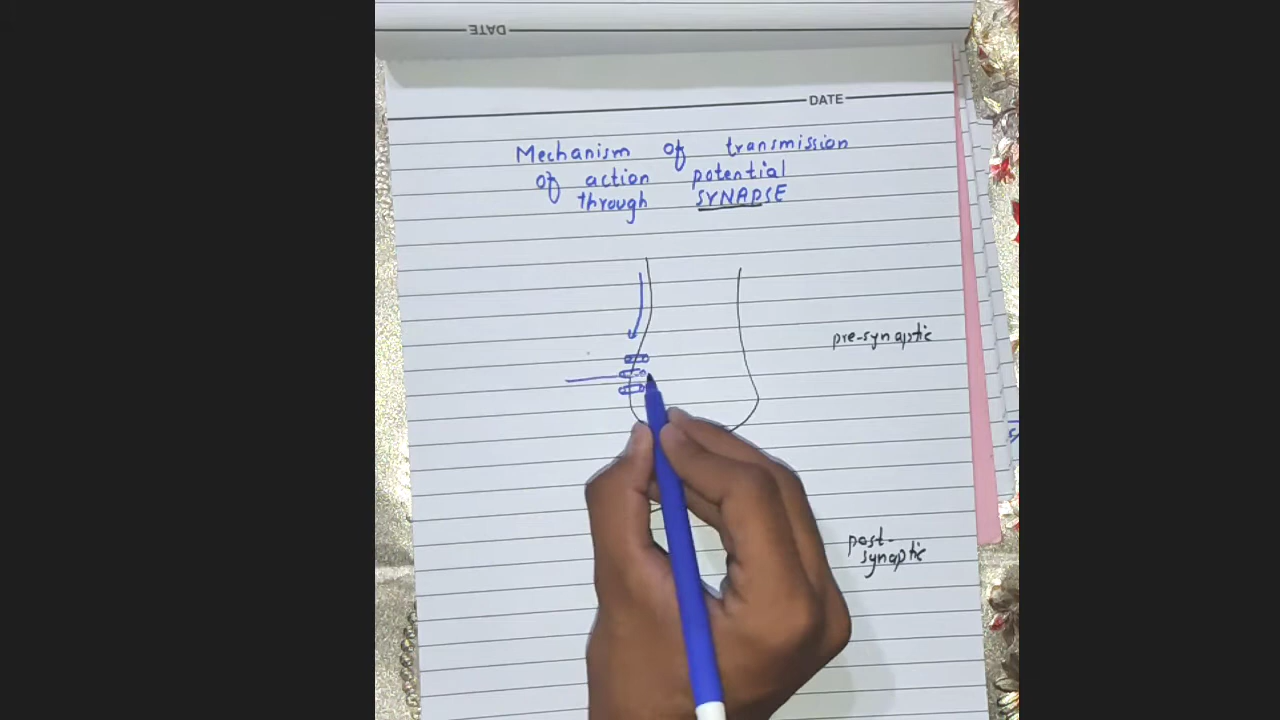 DATE
DATE
Mechanism of transmission
of action potential
through SYNAPSE
pre-synaptic
post-
synaptic